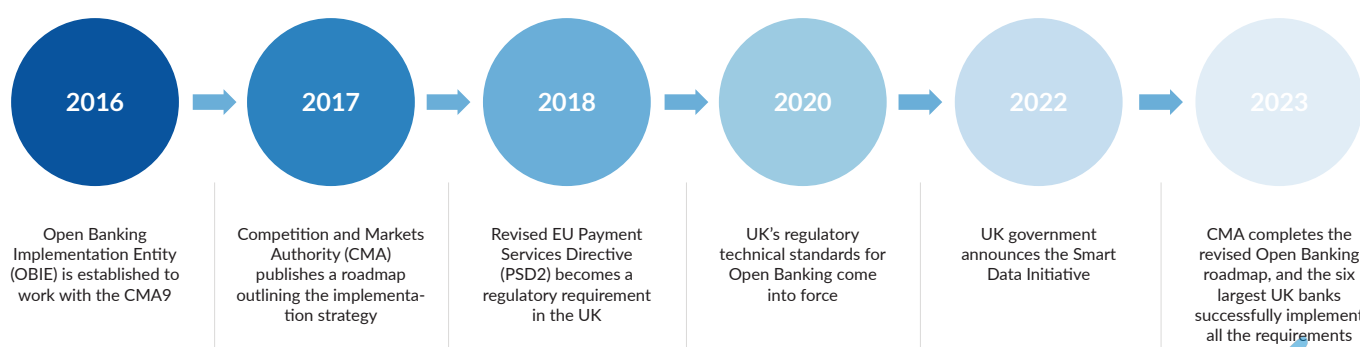 2016
2017
2018
2020
2022
2023
Open Banking
Implementation Entity
(OBIE) is established to
work with the CMA9
Competition and Markets
Authority (CMA)
publishes a roadmap
outlining the implementa-
tion strategy
Revised EU Payment
Services Directive
(PSD2) becomes a
regulatory requirement
in the UK
UK's regulatory
technical standards for
Open Banking come
into force
UK government
announces the Smart
Data Initiative
CMA completes the
revised Open Banking
roadmap, and the six
largest UK banks
successfully implement
all the requirements